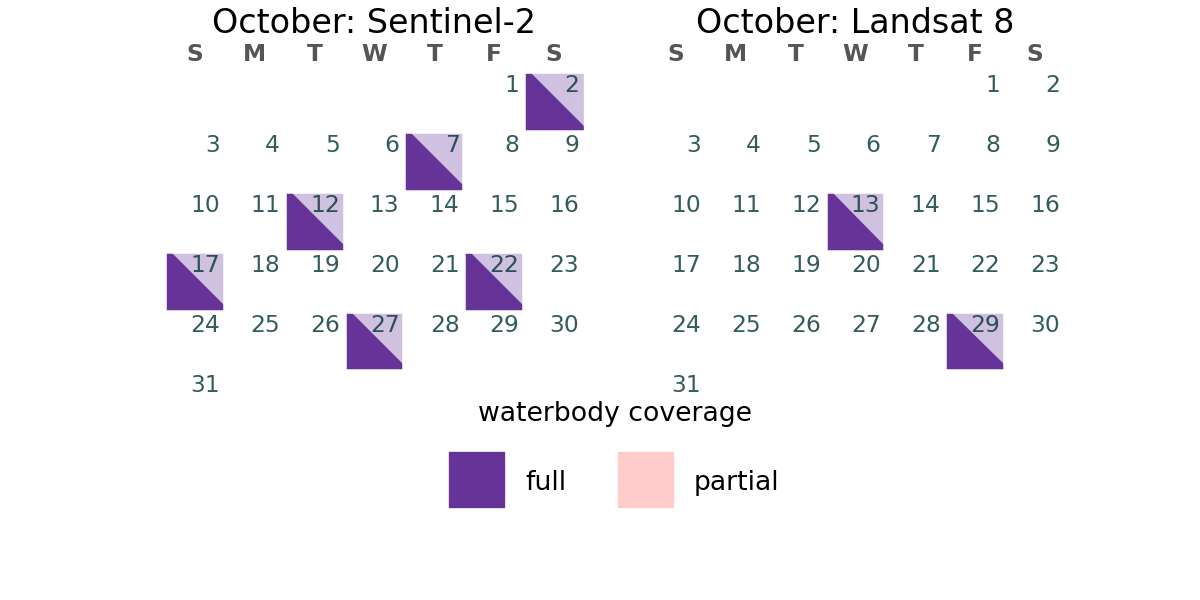 October: Sentinel-2
S M T W T F S
1 2
3 4 5 6 7 8 9
10 11 12 13 14 15 16
17 18 19 20 21 22 23
24 25 26 27 28 29 30
31
October: Landsat 8
S M T W T F S
1 2
3 4 5 6 7 8 9
10 11 12 13 14 15 16
17 18 19 20 21 22 23
24 25 26 27 28 29 30
31
waterbody coverage
full partial